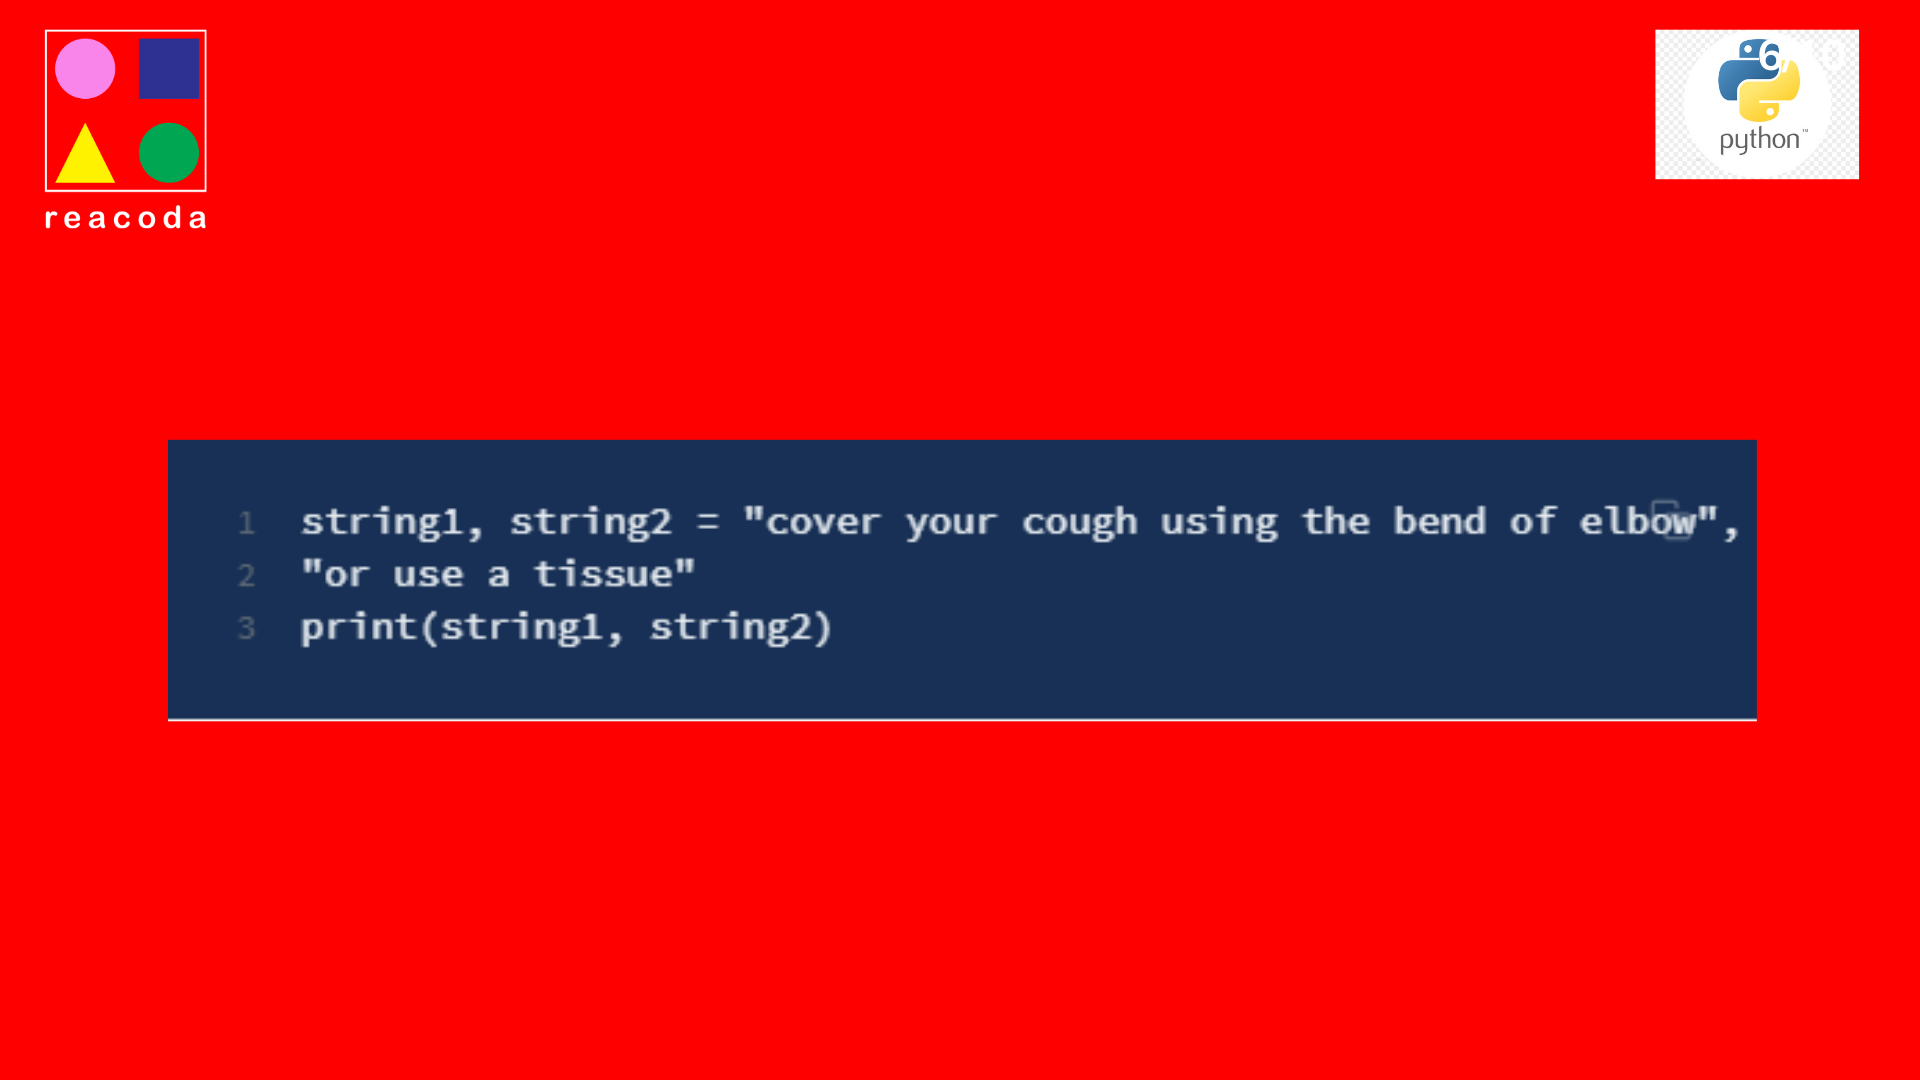 reacoda
python™
1 string1, string2 = "cover your cough using the bend of elbow",
2 "or use a tissue"
3 print(string1, string2)